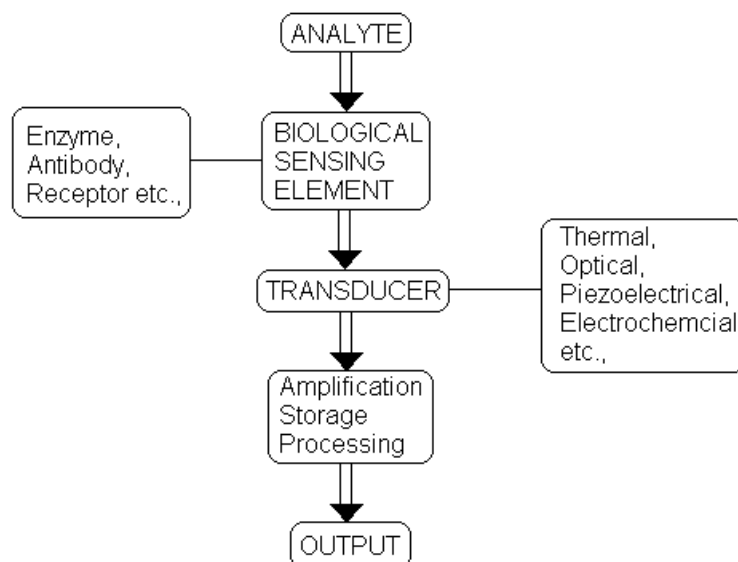 ANALYTE
Enzyme,
Antibody,
Receptor etc.,
BIOLOGICAL
SENSING
ELEMENT
TRANSDUCER
Thermal,
Optical,
Piezoelectrical,
Electrochemcial
etc.,
Amplification
Storage
Processing
OUTPUT